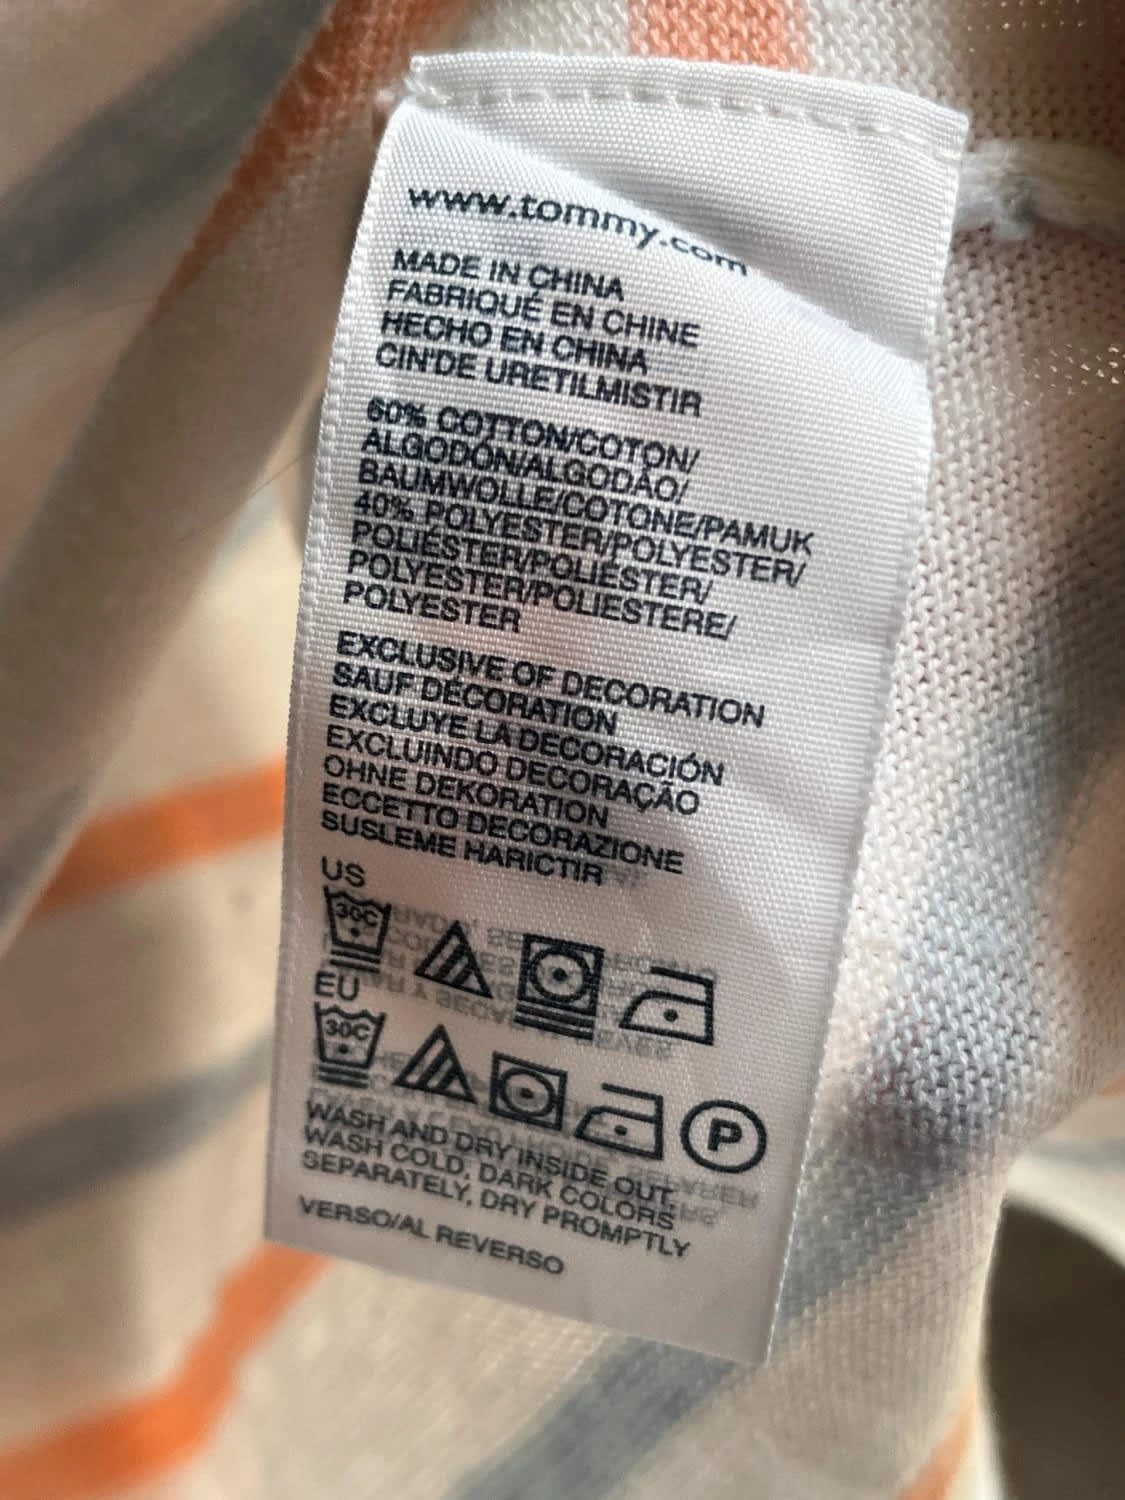 www.tommy.com
MADE IN CHINA
FABRIQUÉ EN CHINE
HECHO EN CHINA
CIN'DE URETILMISTIR
60% COTTON/COTON/
ALGODÓN/ALGODÃO/
BAUMWOLLE/COTONE/PAMUK
40% POLYESTER/POLYESTER/
POLIÉSTER/POLIÉSTER/
POLYESTER/POLIESTERE/
POLYESTER
EXCLUSIVE OF DECORATION
SAUF DÉCORATION
EXCLUYE LA DECORACIÓN
EXCLUINDO DECORAÇÃO
OHNE DEKORATION
ECCETTO DECORAZIONE
SUSLEME HARICTIR
US
30C
EU
30C
P
WASH AND DRY INSIDE OUT,
WASH COLD, DARK COLORS
SEPARATELY, DRY PROMPTLY
VERSO/AL REVERSO